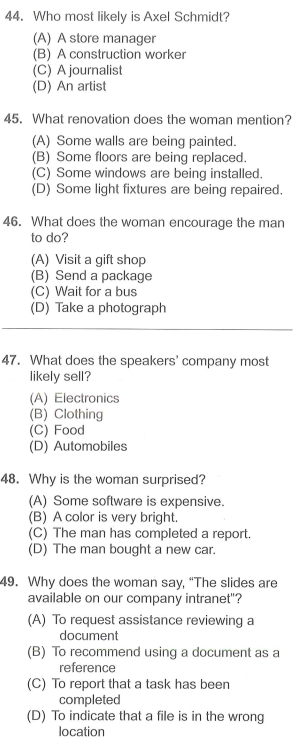 44. Who most likely is Axel Schmidt?
(A) A store manager
(B) A construction worker
(C) A journalist
(D) An artist
45. What renovation does the woman mention?
(A) Some walls are being painted.
(B) Some floors are being replaced.
(C) Some windows are being installed.
(D) Some light fixtures are being repaired.
46. What does the woman encourage the man
to do?
(A) Visit a gift shop
(B) Send a package
(C) Wait for a bus
(D) Take a photograph
47. What does the speakers' company most
likely sell?
(A) Electronics
(B) Clothing
(C) Food
(D) Automobiles
48. Why is the woman surprised?
(A) Some software is expensive.
(B) A color is very bright.
(C) The man has completed a report.
(D) The man bought a new car.
49. Why does the woman say, "The slides are
available on our company intranet"?
(A) To request assistance reviewing a
document
(B) To recommend using a document as a
reference
(C) To report that a task has been
completed
(D) To indicate that a file is in the wrong
location